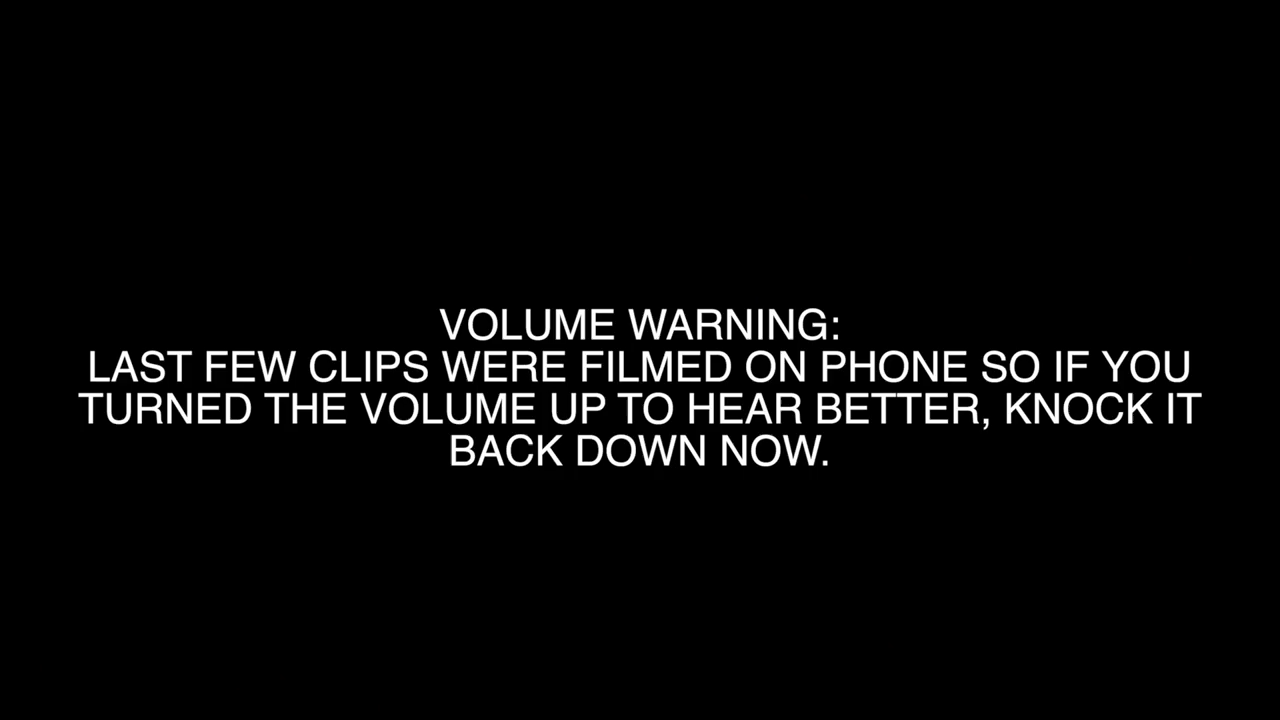 VOLUME WARNING:
LAST FEW CLIPS WERE FILMED ON PHONE SO IF YOU
TURNED THE VOLUME UP TO HEAR BETTER, KNOCK IT
BACK DOWN NOW.